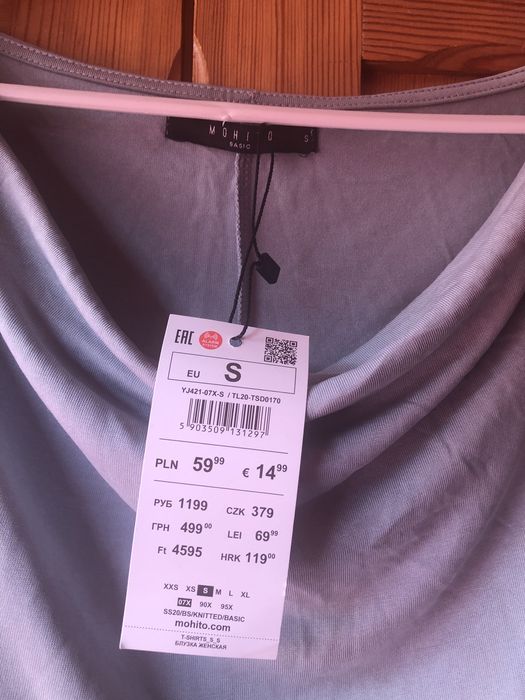 MOHITO S
BASIC
EAC ALARM
EU S
YJ421-07X-S / TL20-TSD0170
5 903509 131297
PLN 59 99 € 14 99
РУБ 1199 CZK 379
ГРН 499 00 LEI 69 99
Ft 4595 HRK 119 00
XXS XS S M L XL
07X 90X 95X
SS20/BS/KNITTED/BASIC
mohito.com
T-SHIRTS_S_S
БЛУЗКА ЖЕНСКАЯ